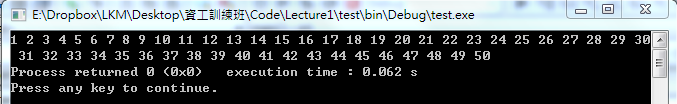 E:\Dropbox\LKM\Desktop\資工訓練班\Code\Lecture1\test\bin\Debug\test.exe
1 2 3 4 5 6 7 8 9 10 11 12 13 14 15 16 17 18 19 20 21 22 23 24 25 26 27 28 29 30
 31 32 33 34 35 36 37 38 39 40 41 42 43 44 45 46 47 48 49 50
Process returned 0 (0x0)   execution time : 0.062 s
Press any key to continue.